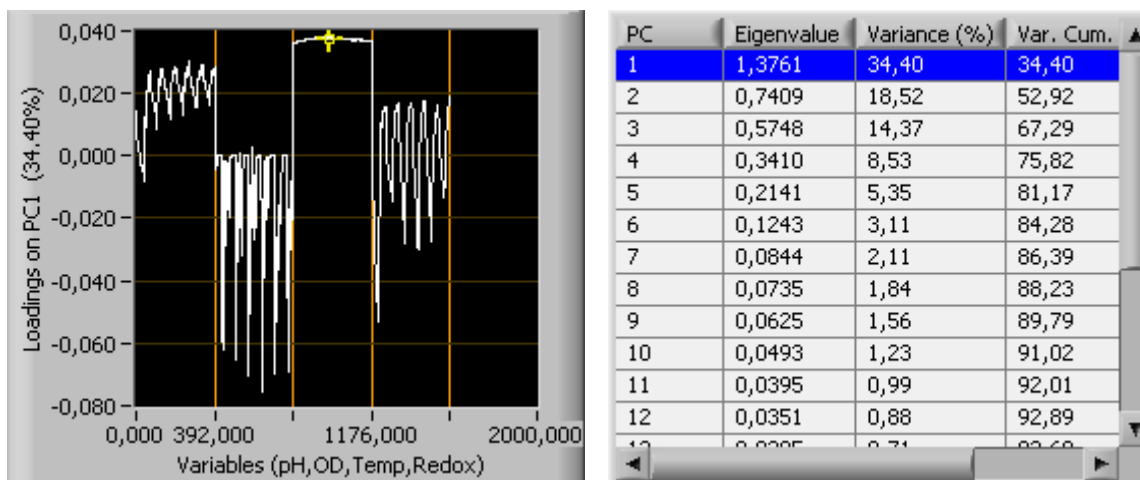 0,040
0,020
0,000
-0,020
-0,040
-0,060
-0,080
Loadings on PC1 (34.40%)
0,000 392,000 1176,000 2000,000
Variables (pH,OD,Temp,Redox)
PC Eigenvalue Variance (%) Var. Cum.
1 1,3761 34,40 34,40
2 0,7409 18,52 52,92
3 0,5748 14,37 67,29
4 0,3410 8,53 75,82
5 0,2141 5,35 81,17
6 0,1243 3,11 84,28
7 0,0844 2,11 86,39
8 0,0735 1,84 88,23
9 0,0625 1,56 89,79
10 0,0493 1,23 91,02
11 0,0395 0,99 92,01
12 0,0351 0,88 92,89